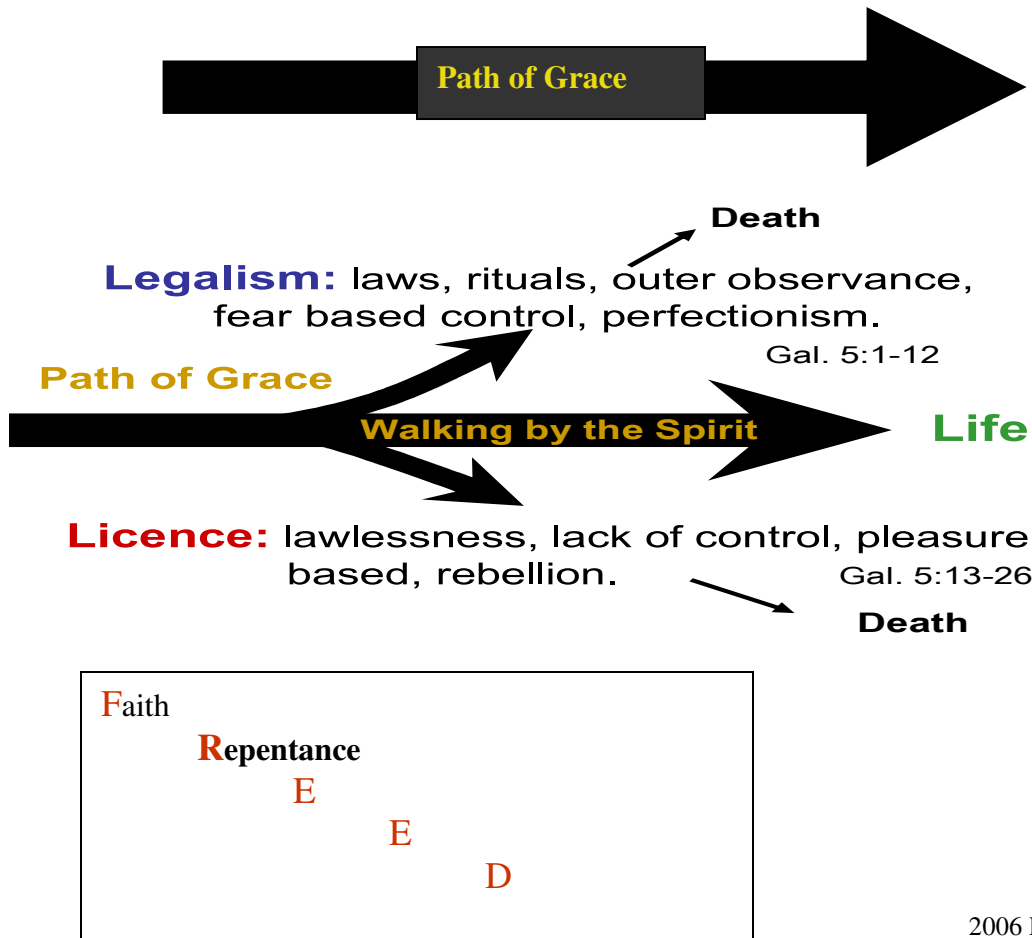 Path of Grace
Death
Legalism: laws, rituals, outer observance,
fear based control, perfectionism.
Gal. 5:1-12
Path of Grace
Walking by the Spirit
Life
Licence: lawlessness, lack of control, pleasure
based, rebellion.
Gal. 5:13-26
Death
Faith
Repentance
E
E
D
2006